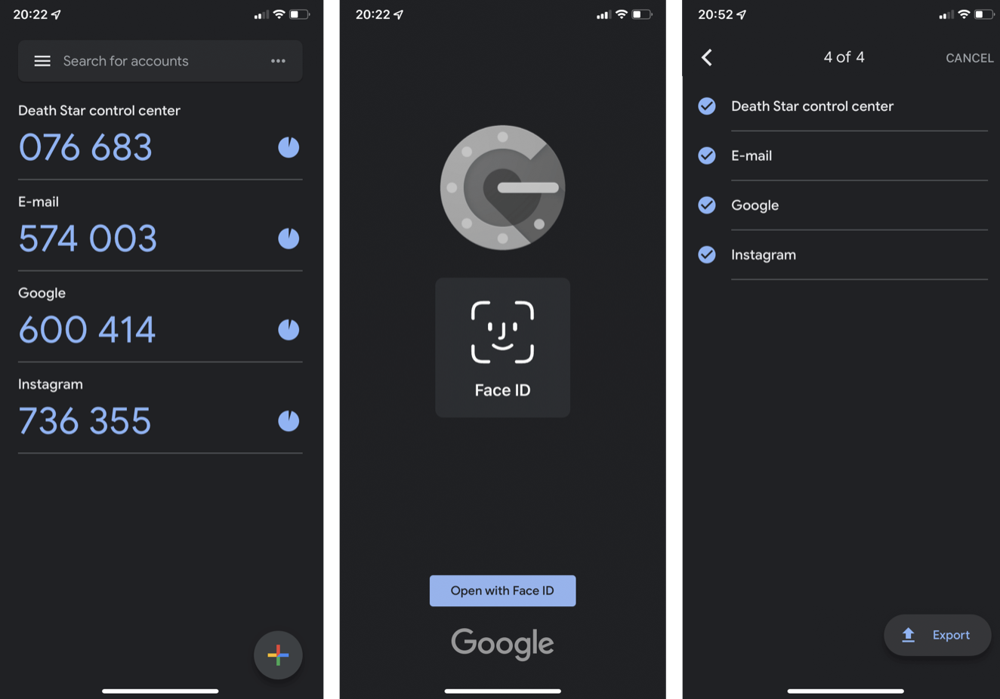 20:22
Search for accounts
Death Star control center
076 683
E-mail
574 003
Google
600 414
Instagram
736 355
20:22
Face ID
Open with Face ID
Google
20:52
4 of 4
CANCEL
Death Star control center
E-mail
Google
Instagram
Export